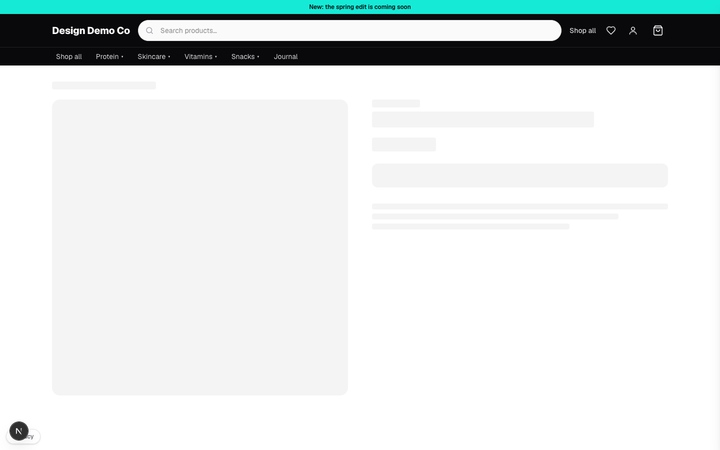 New: the spring edit is coming soon
Design Demo Co
Search products...
Shop all
Shop all
Protein
Skincare
Vitamins
Snacks
Journal
N